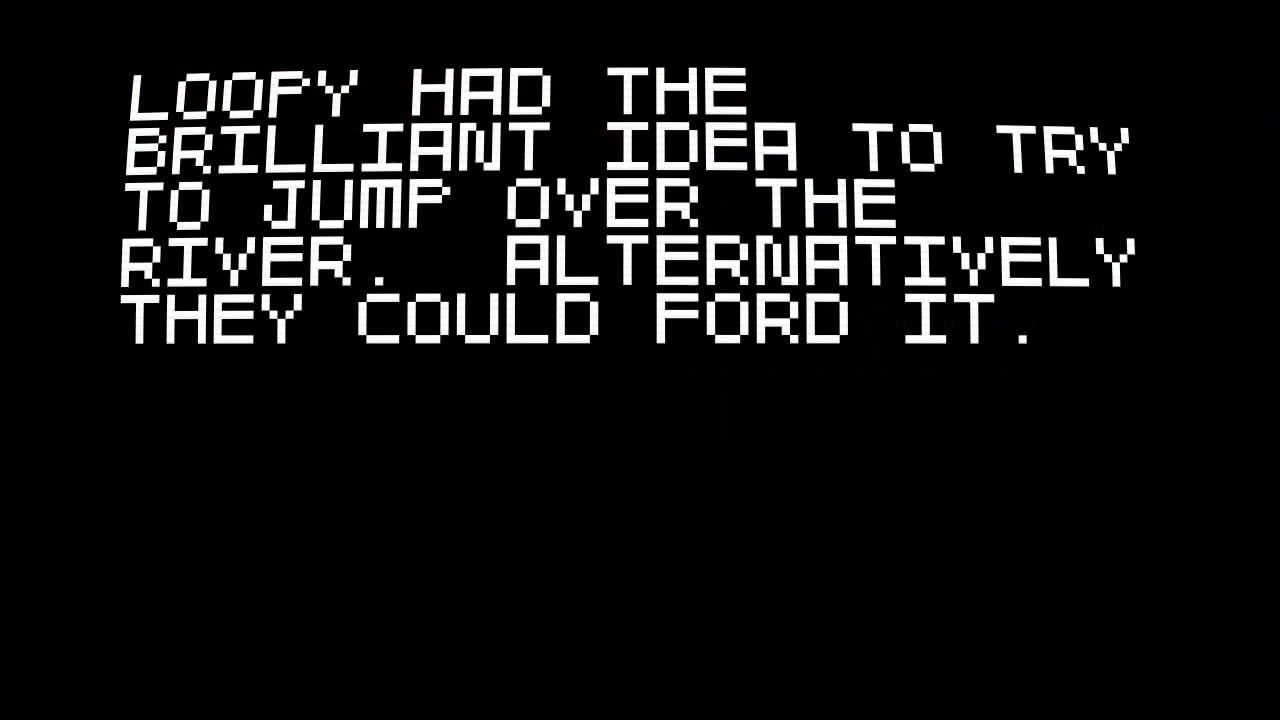 LOOPY HAD THE
BRILLIANT IDEA TO TRY
TO JUMP OVER THE
RIVER.  ALTERNATIVELY
THEY COULD FORD IT.